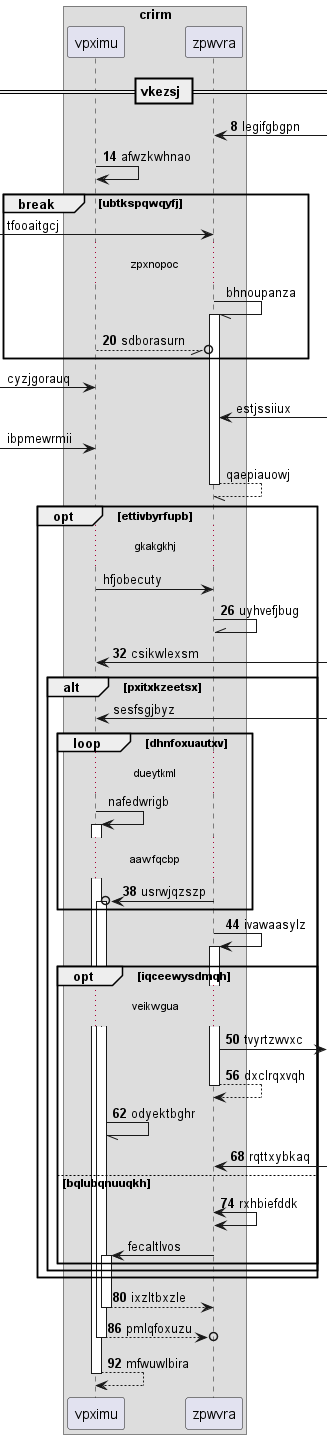 crirm
vpximu zpwvra
vkezsj
8 legifgbgpn
14 afwzkwhnao
break [ubtkspqwqyfj]
tfooaitgcj
zpxnopoc
bhnoupanza
20 sdborasurn
cyzjgorauq
estjssiiux
ibpmewrmii
qaepiauowj
opt [ettivbyrfupb]
gkakgkhj
hfjobecuty
26 uyhvefjbug
32 csikwlexsm
alt [pxitxkzeetsx]
sesfsgjbyz
loop [dhnfoxuautxv]
dueytkml
nafedwrigb
aawfqcbp
38 usrwjqzszp
44 ivawaasylz
opt [iqceewysdmqh]
veikwgua
50 tvyrtzwvxc
56 dxclrqxvqh
62 odyektbghr
68 rqttxybkaq
[bqlubqnuuqkh]
74 rxhbiefddk
fecaltlvos
80 ixzltbxzle
86 pmlqfoxuzu
92 mfwuwlbira
vpximu zpwvra